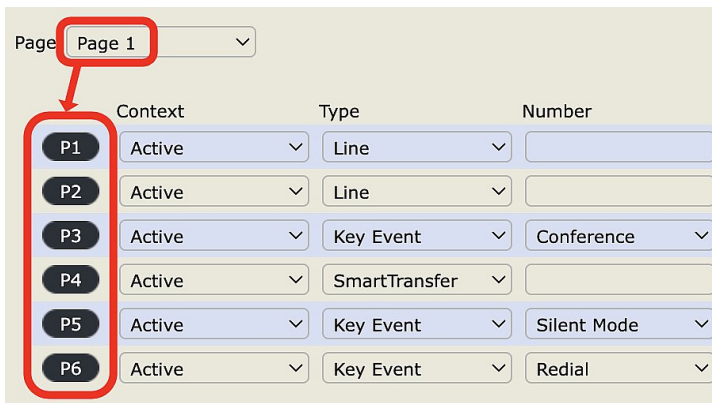 Page Page 1
Context Type Number
P1 Active Line
P2 Active Line
P3 Active Key Event Conference
P4 Active SmartTransfer
P5 Active Key Event Silent Mode
P6 Active Key Event Redial